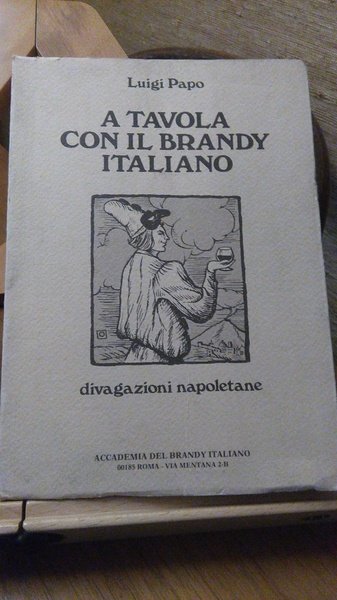 Luigi Papo
A TAVOLA
CON IL BRANDY
ITALIANO
divagazioni napoletane
ACCADEMIA DEL BRANDY ITALIANO
00185 ROMA - VIA MENTANA 2-B